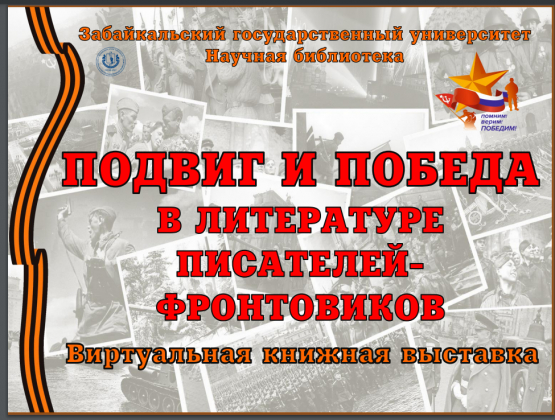 Забайкальский государственный университет
Научная библиотека
ПОМНИМ!
ВЕРИМ!
ПОБЕДИМ!
ПОДВИГ И ПОБЕДА
В ЛИТЕРАТУРЕ
ПИСАТЕЛЕЙ-
ФРОНТОВИКОВ
Виртуальная книжная выставка